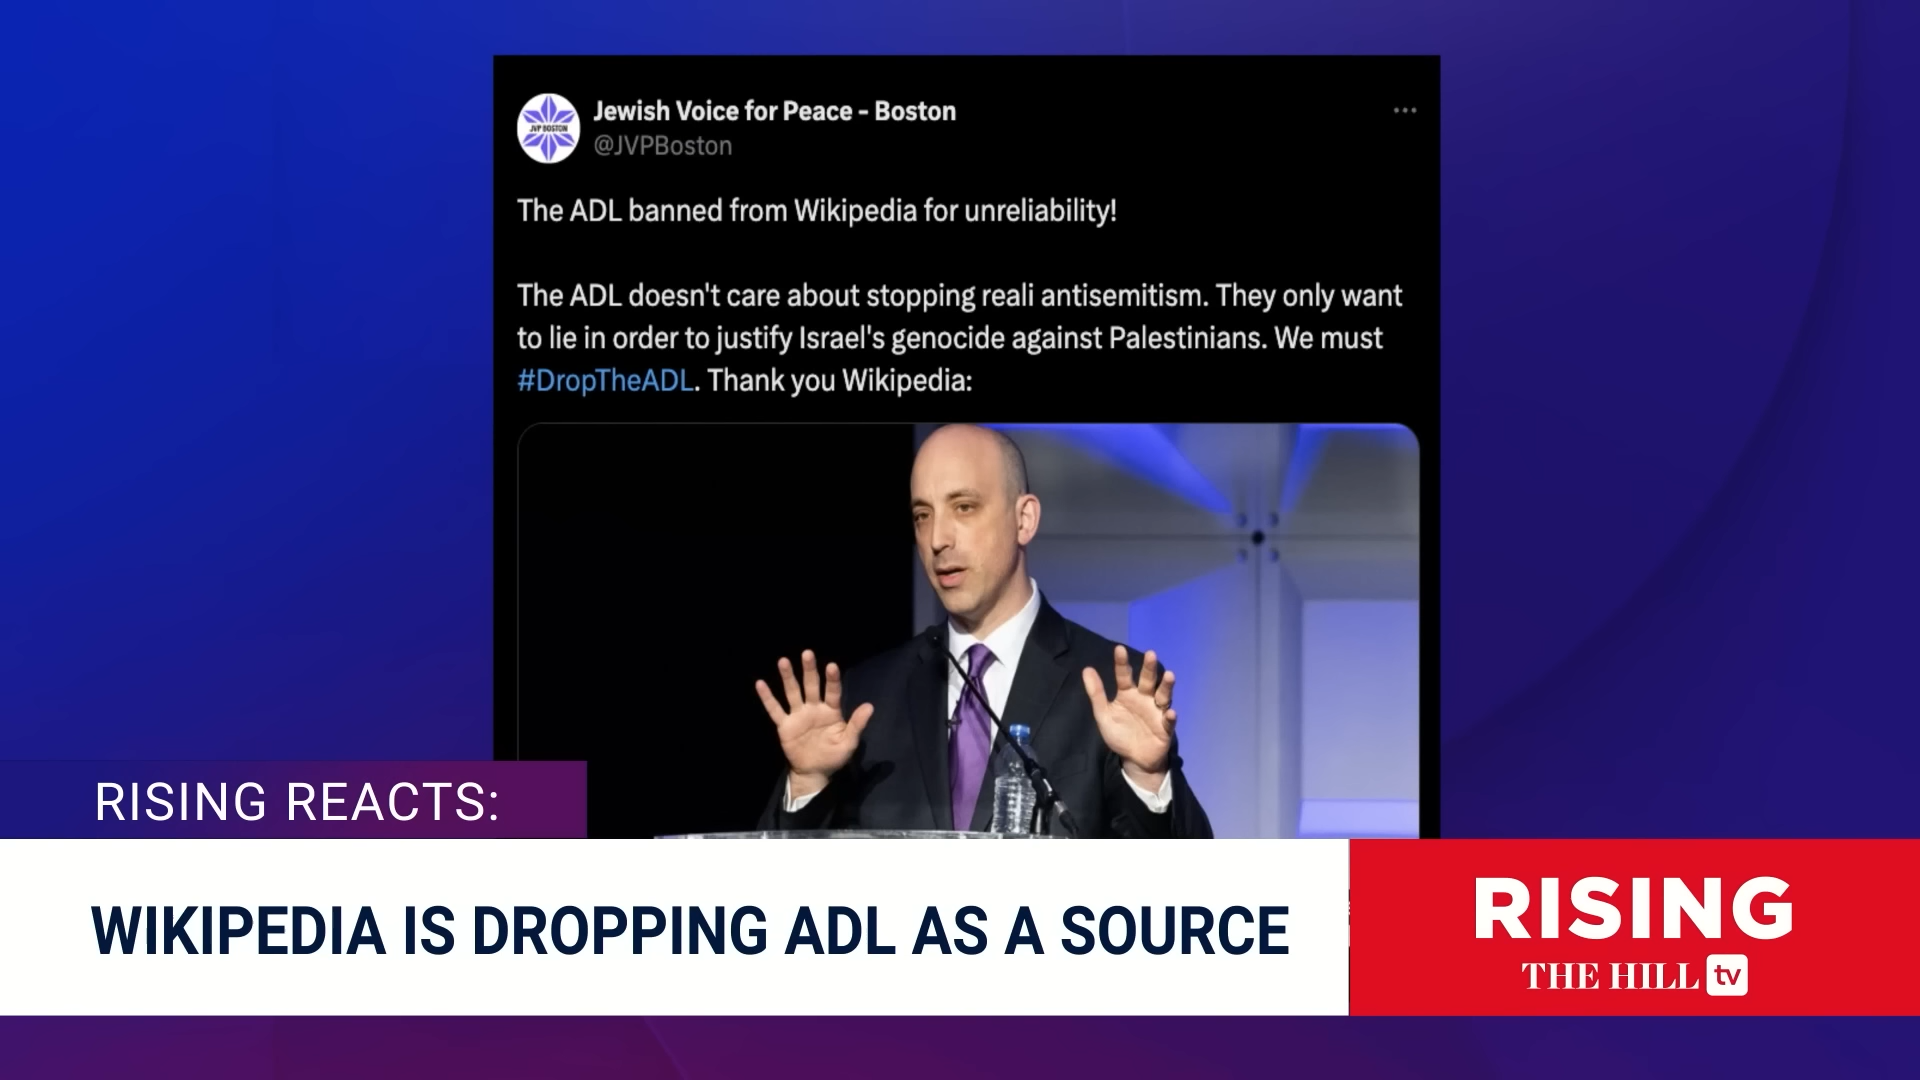 JVP BOSTON
Jewish Voice for Peace - Boston
@JVPBoston
The ADL banned from Wikipedia for unreliability!
The ADL doesn't care about stopping reali antisemitism. They only want
to lie in order to justify Israel's genocide against Palestinians. We must
#DropTheADL. Thank you Wikipedia:
RISING REACTS:
WIKIPEDIA IS DROPPING ADL AS A SOURCE
RISING
THE HILL tv